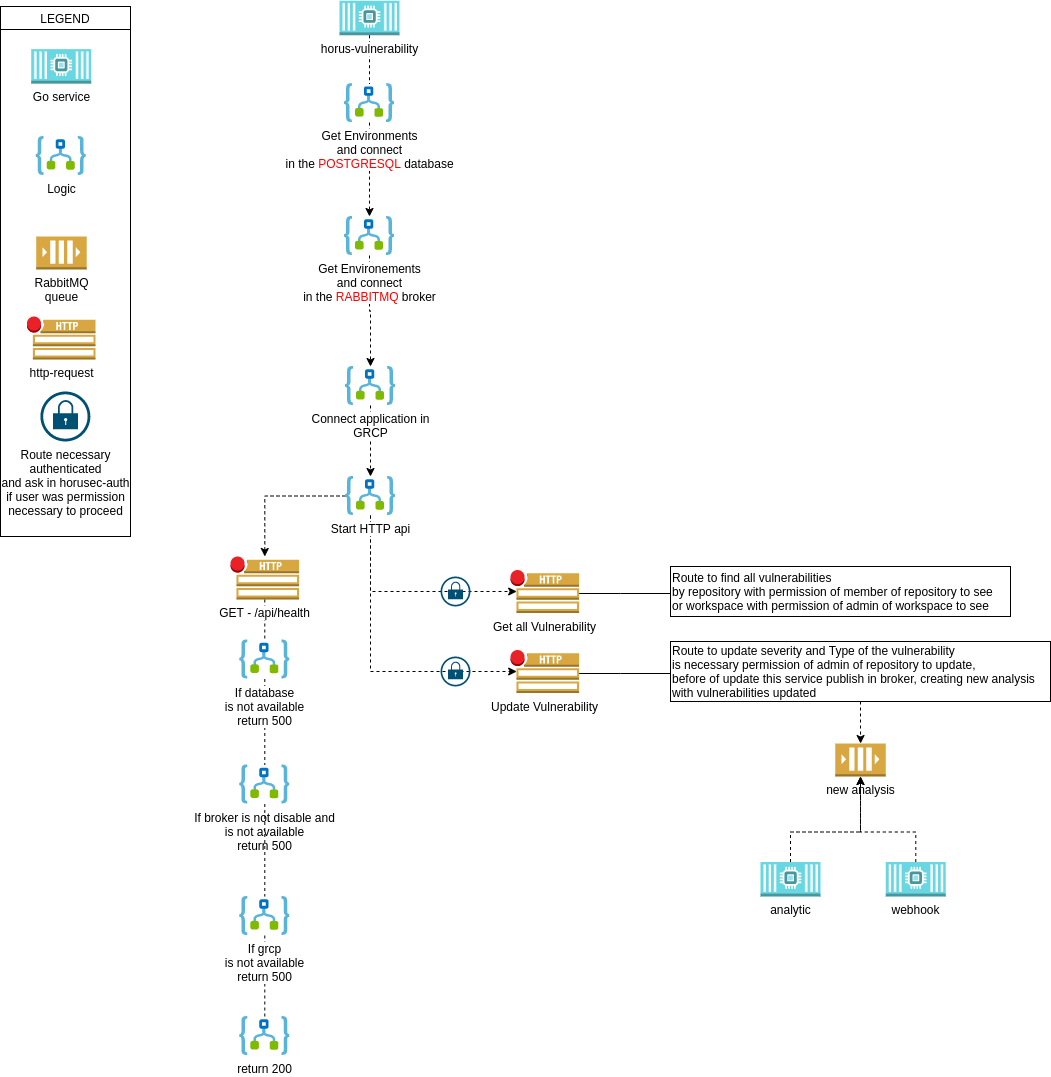 LEGEND
Go service
Logic
RabbitMQ
queue
HTTP
http-request
Route necessary
authenticated
and ask in horusec-auth
if user was permission
necessary to proceed
horus-vulnerability
Get Environments
and connect
in the POSTGRESQL database
Get Environements
and connect
in the RABBITMQ broker
Connect application in
GRCP
Start HTTP api
HTTP
GET - /api/health
If database
is not available
return 500
If broker is not disable and
is not available
return 500
If grcp
is not available
return 500
return 200
HTTP
Get all Vulnerability
Route to find all vulnerabilities
by repository with permission of member of repository to see
or workspace with permission of admin of workspace to see
HTTP
Update Vulnerability
Route to update severity and Type of the vulnerability
is necessary permission of admin of repository to update,
before of update this service publish in broker, creating new analysis
with vulnerabilities updated
new analysis
analytic
webhook